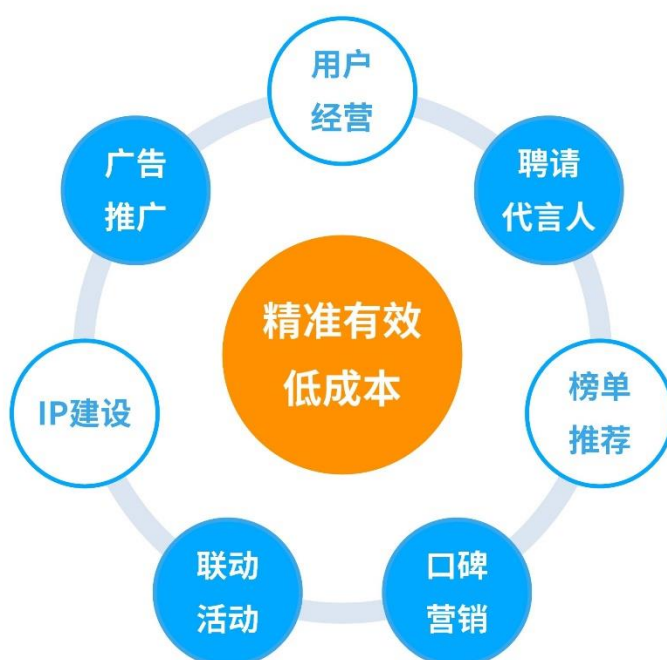 用户
经营
广告
推广
聘请
代言人
精准有效
低成本
IP建设
榜单
推荐
联动
活动
口碑
营销